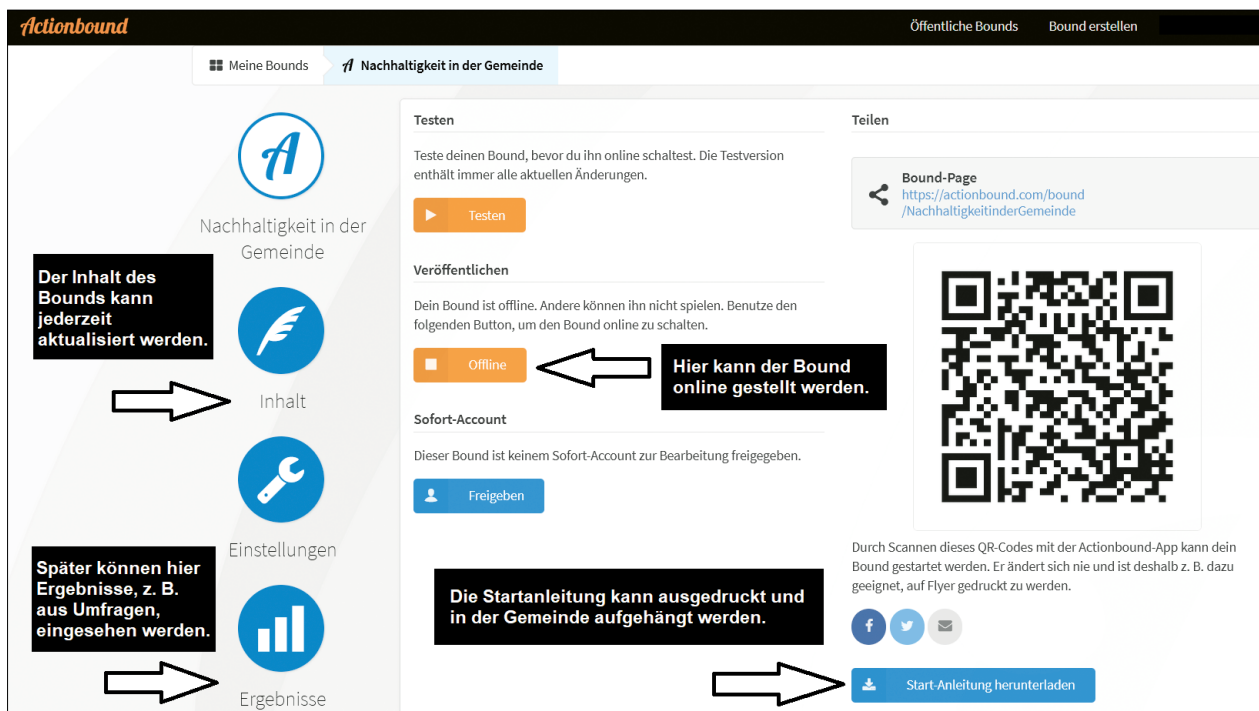 Actionbound
Öffentliche Bounds
Bound erstellen
Meine Bounds
Nachhaltigkeit in der Gemeinde
Nachhaltigkeit in der
Gemeinde
Der Inhalt des
Bounds kann
jederzeit
aktualisiert werden.
Inhalt
Einstellungen
Später können hier
Ergebnisse, z. B.
aus Umfragen,
eingesehen werden.
Ergebnisse
Testen
Teste deinen Bound, bevor du ihn online schaltest. Die Testversion
enthält immer alle aktuellen Änderungen.
Testen
Veröffentlichen
Dein Bound ist offline. Andere können ihn nicht spielen. Benutze den
folgenden Button, um den Bound online zu schalten.
Offline
Hier kann der Bound
online gestellt werden.
Sofort-Account
Dieser Bound ist keinem Sofort-Account zur Bearbeitung freigegeben.
Freigeben
Die Startanleitung kann ausgedruckt und
in der Gemeinde aufgehängt werden.
Teilen
Bound-Page
https://actionbound.com/bound
/NachhaltigkeitinderGemeinde
Durch Scannen dieses QR-Codes mit der Actionbound-App kann dein
Bound gestartet werden. Er ändert sich nie und ist deshalb z. B. dazu
geeignet, auf Flyer gedruckt zu werden.
Start-Anleitung herunterladen